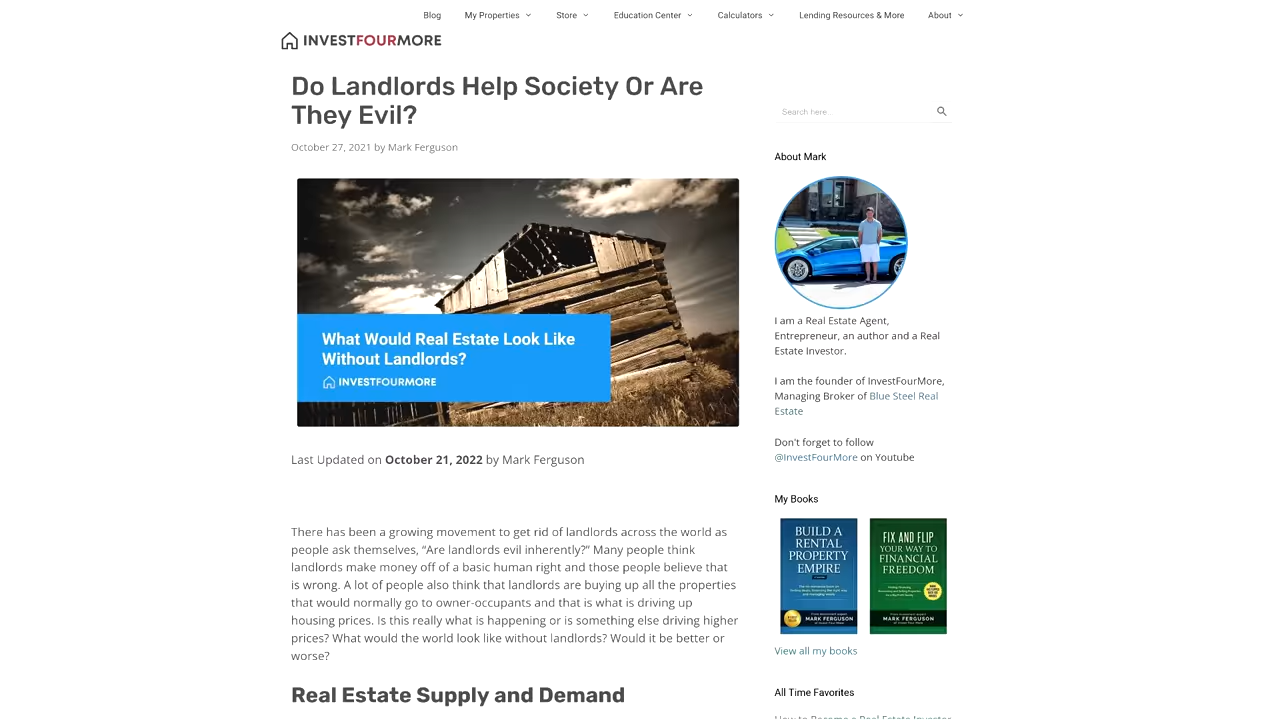 Blog My Properties Store Education Center Calculators Lending Resources & More About
INVESTFOURMORE
Do Landlords Help Society Or Are
They Evil?
October 27, 2021 by Mark Ferguson
What Would Real Estate Look Like
Without Landlords?
INVESTFOURMORE
Last Updated on October 21, 2022 by Mark Ferguson
There has been a growing movement to get rid of landlords across the world as
people ask themselves, “Are landlords evil inherently?” Many people think
landlords make money off of a basic human right and those people believe that
is wrong. A lot of people also think that landlords are buying up all the properties
that would normally go to owner-occupants and that is what is driving up
housing prices. Is this really what is happening or is something else driving higher
prices? What would the world look like without landlords? Would it be better or
worse?
Real Estate Supply and Demand
Search here..
About Mark
I am a Real Estate Agent,
Entrepreneur, an author and a Real
Estate Investor.
I am the founder of InvestFourMore,
Managing Broker of Blue Steel Real
Estate
Don't forget to follow
@InvestFourMore on Youtube
My Books
BUILD A
RENTAL
PROPERTY
EMPIRE
MARK FERGUSON
FIX AND FLIP
YOUR WAY TO
FINANCIAL
FREEDOM
MARK FERGUSON
View all my books
All Time Favorites
How to Become a Real Estate Investor